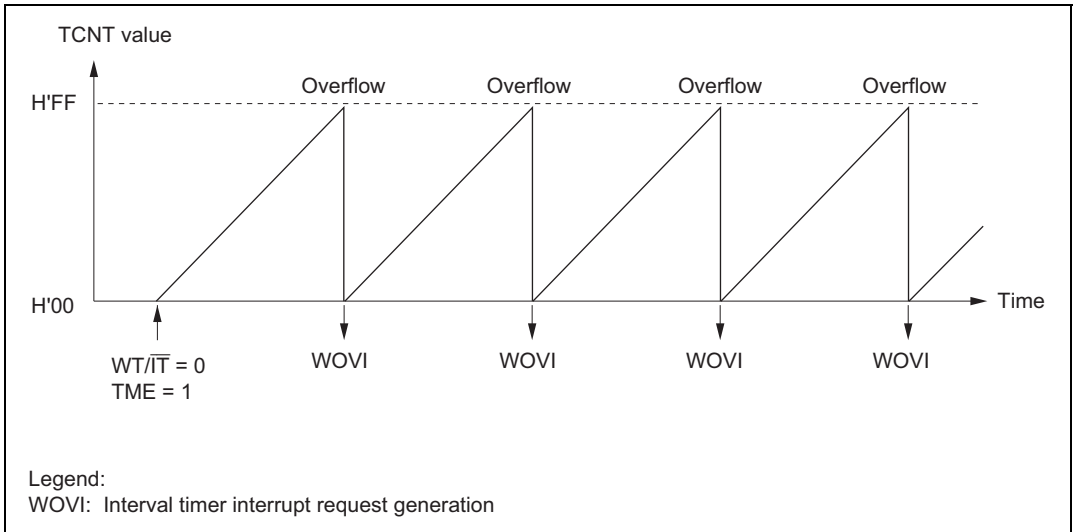 TCNT value
Overflow Overflow Overflow Overflow
H'FF
H'00
Time
WT/I̅T̅ = 0
TME = 1
WOVI WOVI WOVI WOVI
Legend:
WOVI: Interval timer interrupt request generation